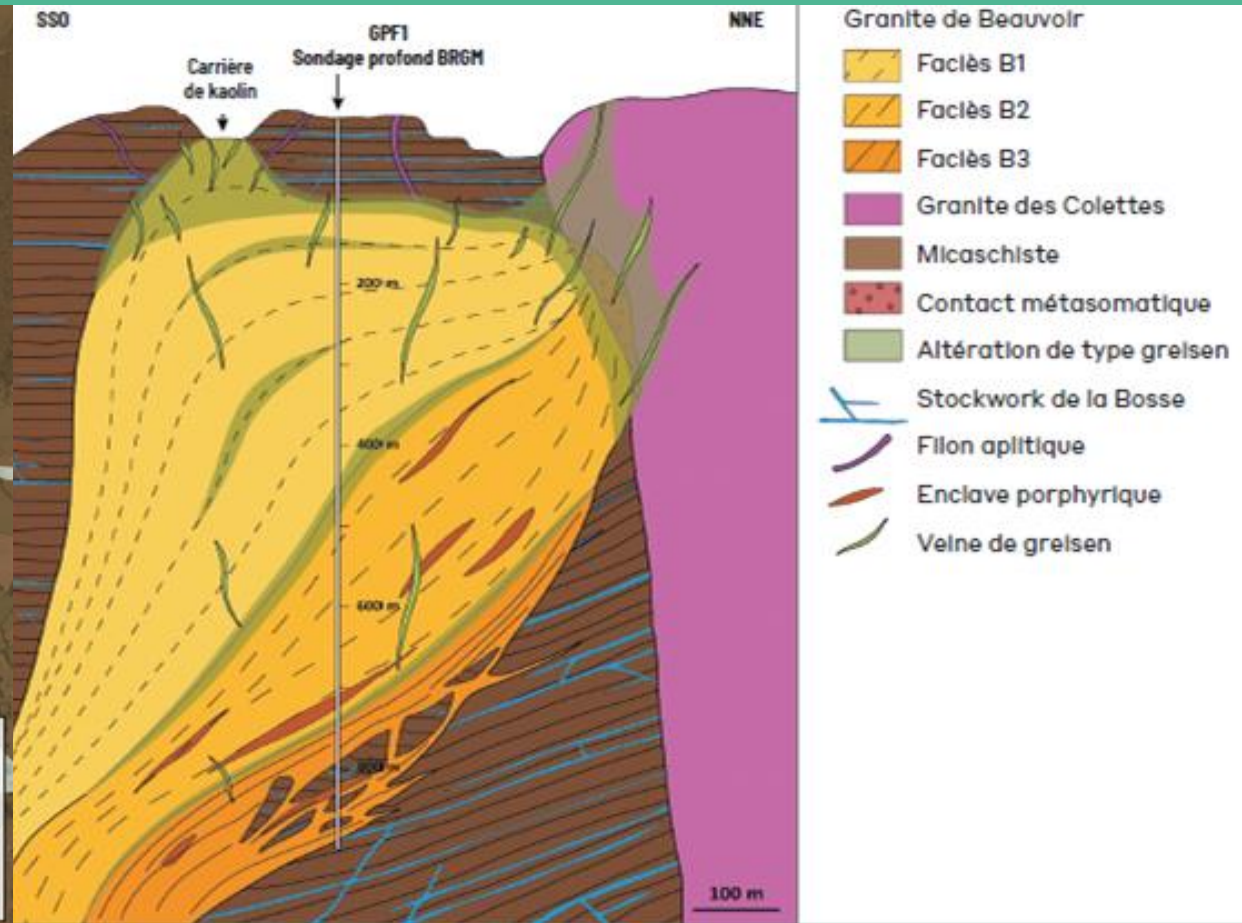 SSO
GPF1
Sondage profond BRGM
NNE
Carrière
de kaolin
200 m
400 m
600 m
800 m
100 m
Granite de Beauvoir
Faciès B1
Faciès B2
Faciès B3
Granite des Colettes
Micaschiste
Contact métasomatique
Altération de type greisen
Stockwork de la Bosse
Filon aplitique
Enclave porphyrique
Veine de greisen